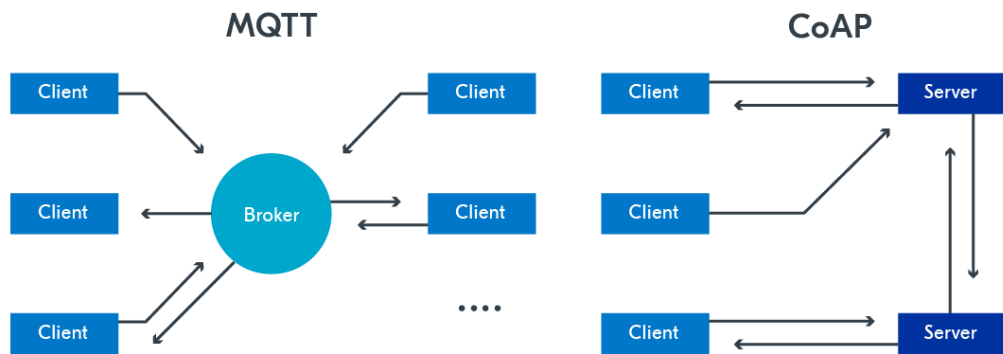 MQTT
CoAP
Client
Client
Client
Server
Client
Broker
Client
Client
Client
....
Client
Server